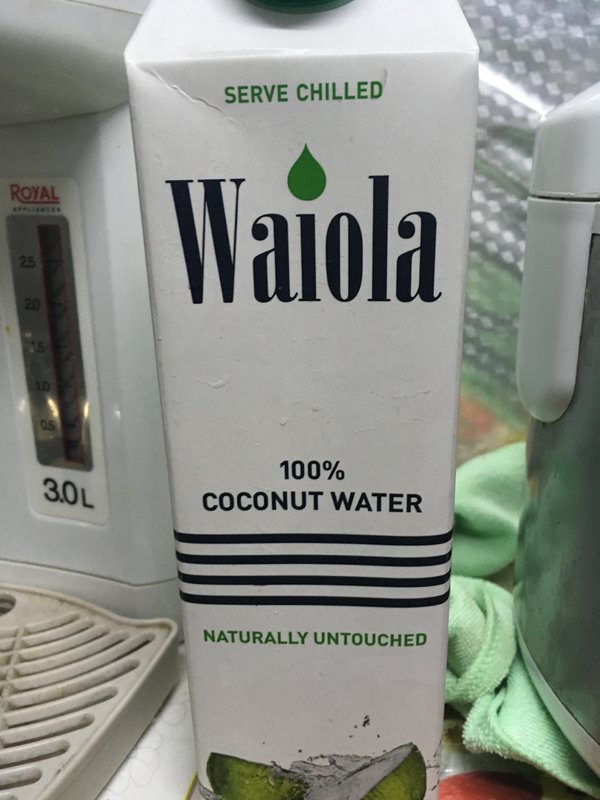 SERVE CHILLED
Waiola
100%
COCONUT WATER
NATURALLY UNTOUCHED
ROYAL
APPLIANCES
2.5
2.0
1.5
1.0
0.5
3.0L